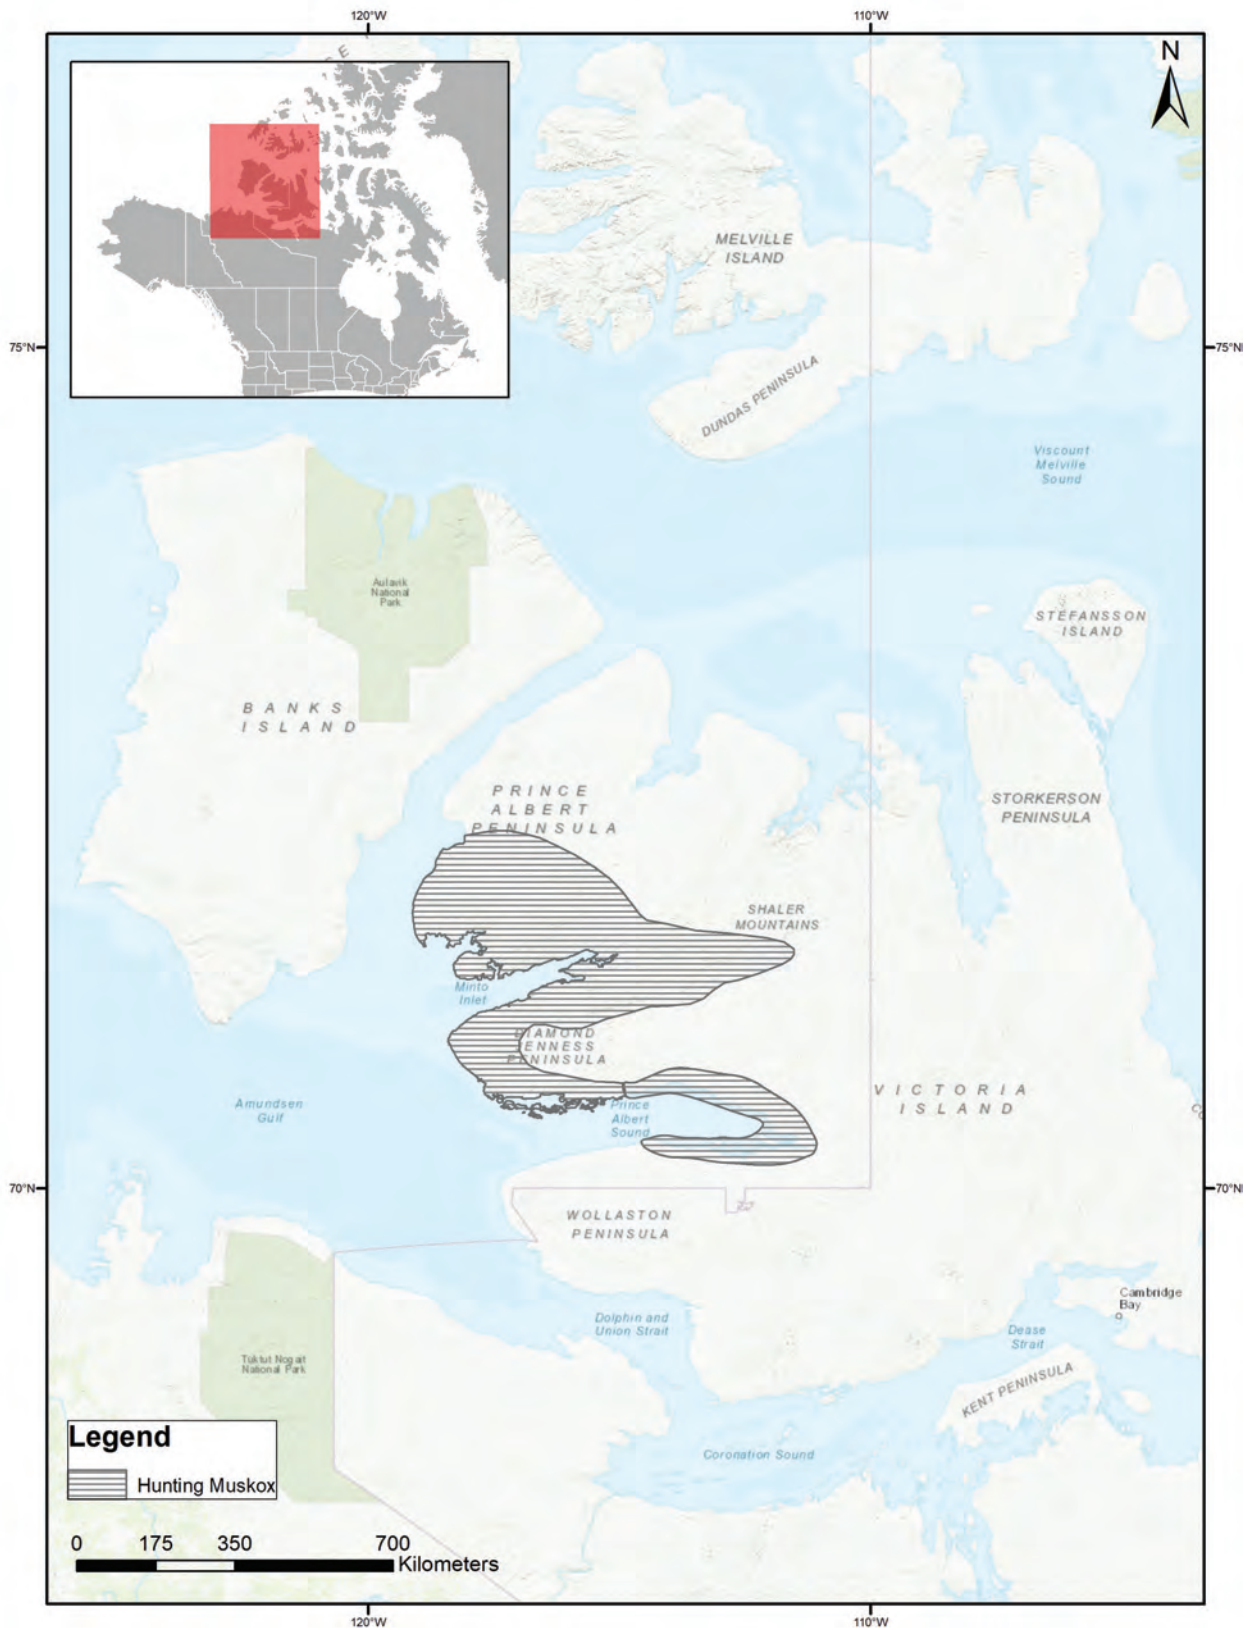 120°W
110°W
N
MELVILLE
ISLAND
75°N
75°N
DUNDAS PENINSULA
Viscount
Melville
Sound
Aulavik
National
Park
STEFANSSON
ISLAND
BANKS
ISLAND
PRINCE
ALBERT
PENINSULA
STORKERSON
PENINSULA
SHALER
MOUNTAINS
Minto
Inlet
DIAMOND
JENNESS
PENINSULA
VICTORIA
ISLAND
Amundsen
Gulf
Prince
Albert
Sound
70°N
70°N
WOLLASTON
PENINSULA
Cambridge
Bay
Dolphin and
Union Strait
Dease
Strait
Tuktut Nogait
National Park
KENT PENINSULA
Legend
Hunting Muskox
Coronation Sound
0 175 350 700
Kilometers
120°W
110°W